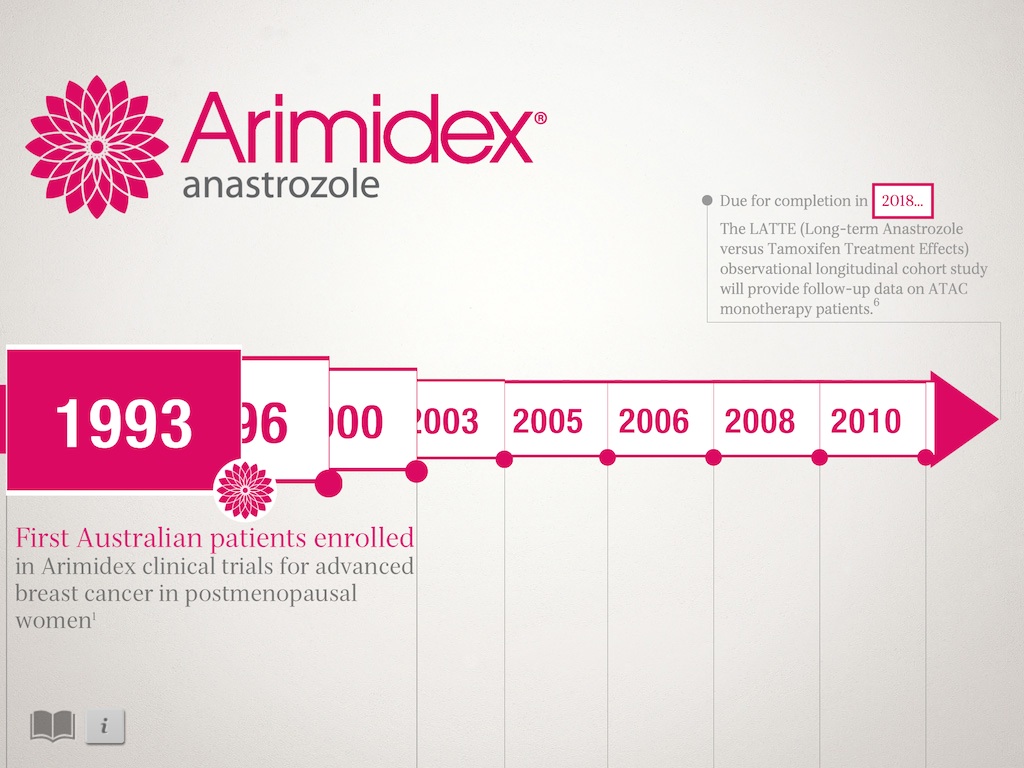 Arimidex®
anastrozole
Due for completion in 2018...
The LATTE (Long-term Anastrozole
versus Tamoxifen Treatment Effects)
observational longitudinal cohort study
will provide follow-up data on ATAC
monotherapy patients.6
1993
96
00
2003
2005
2006
2008
2010
First Australian patients enrolled
in Arimidex clinical trials for advanced
breast cancer in postmenopausal
women1
i